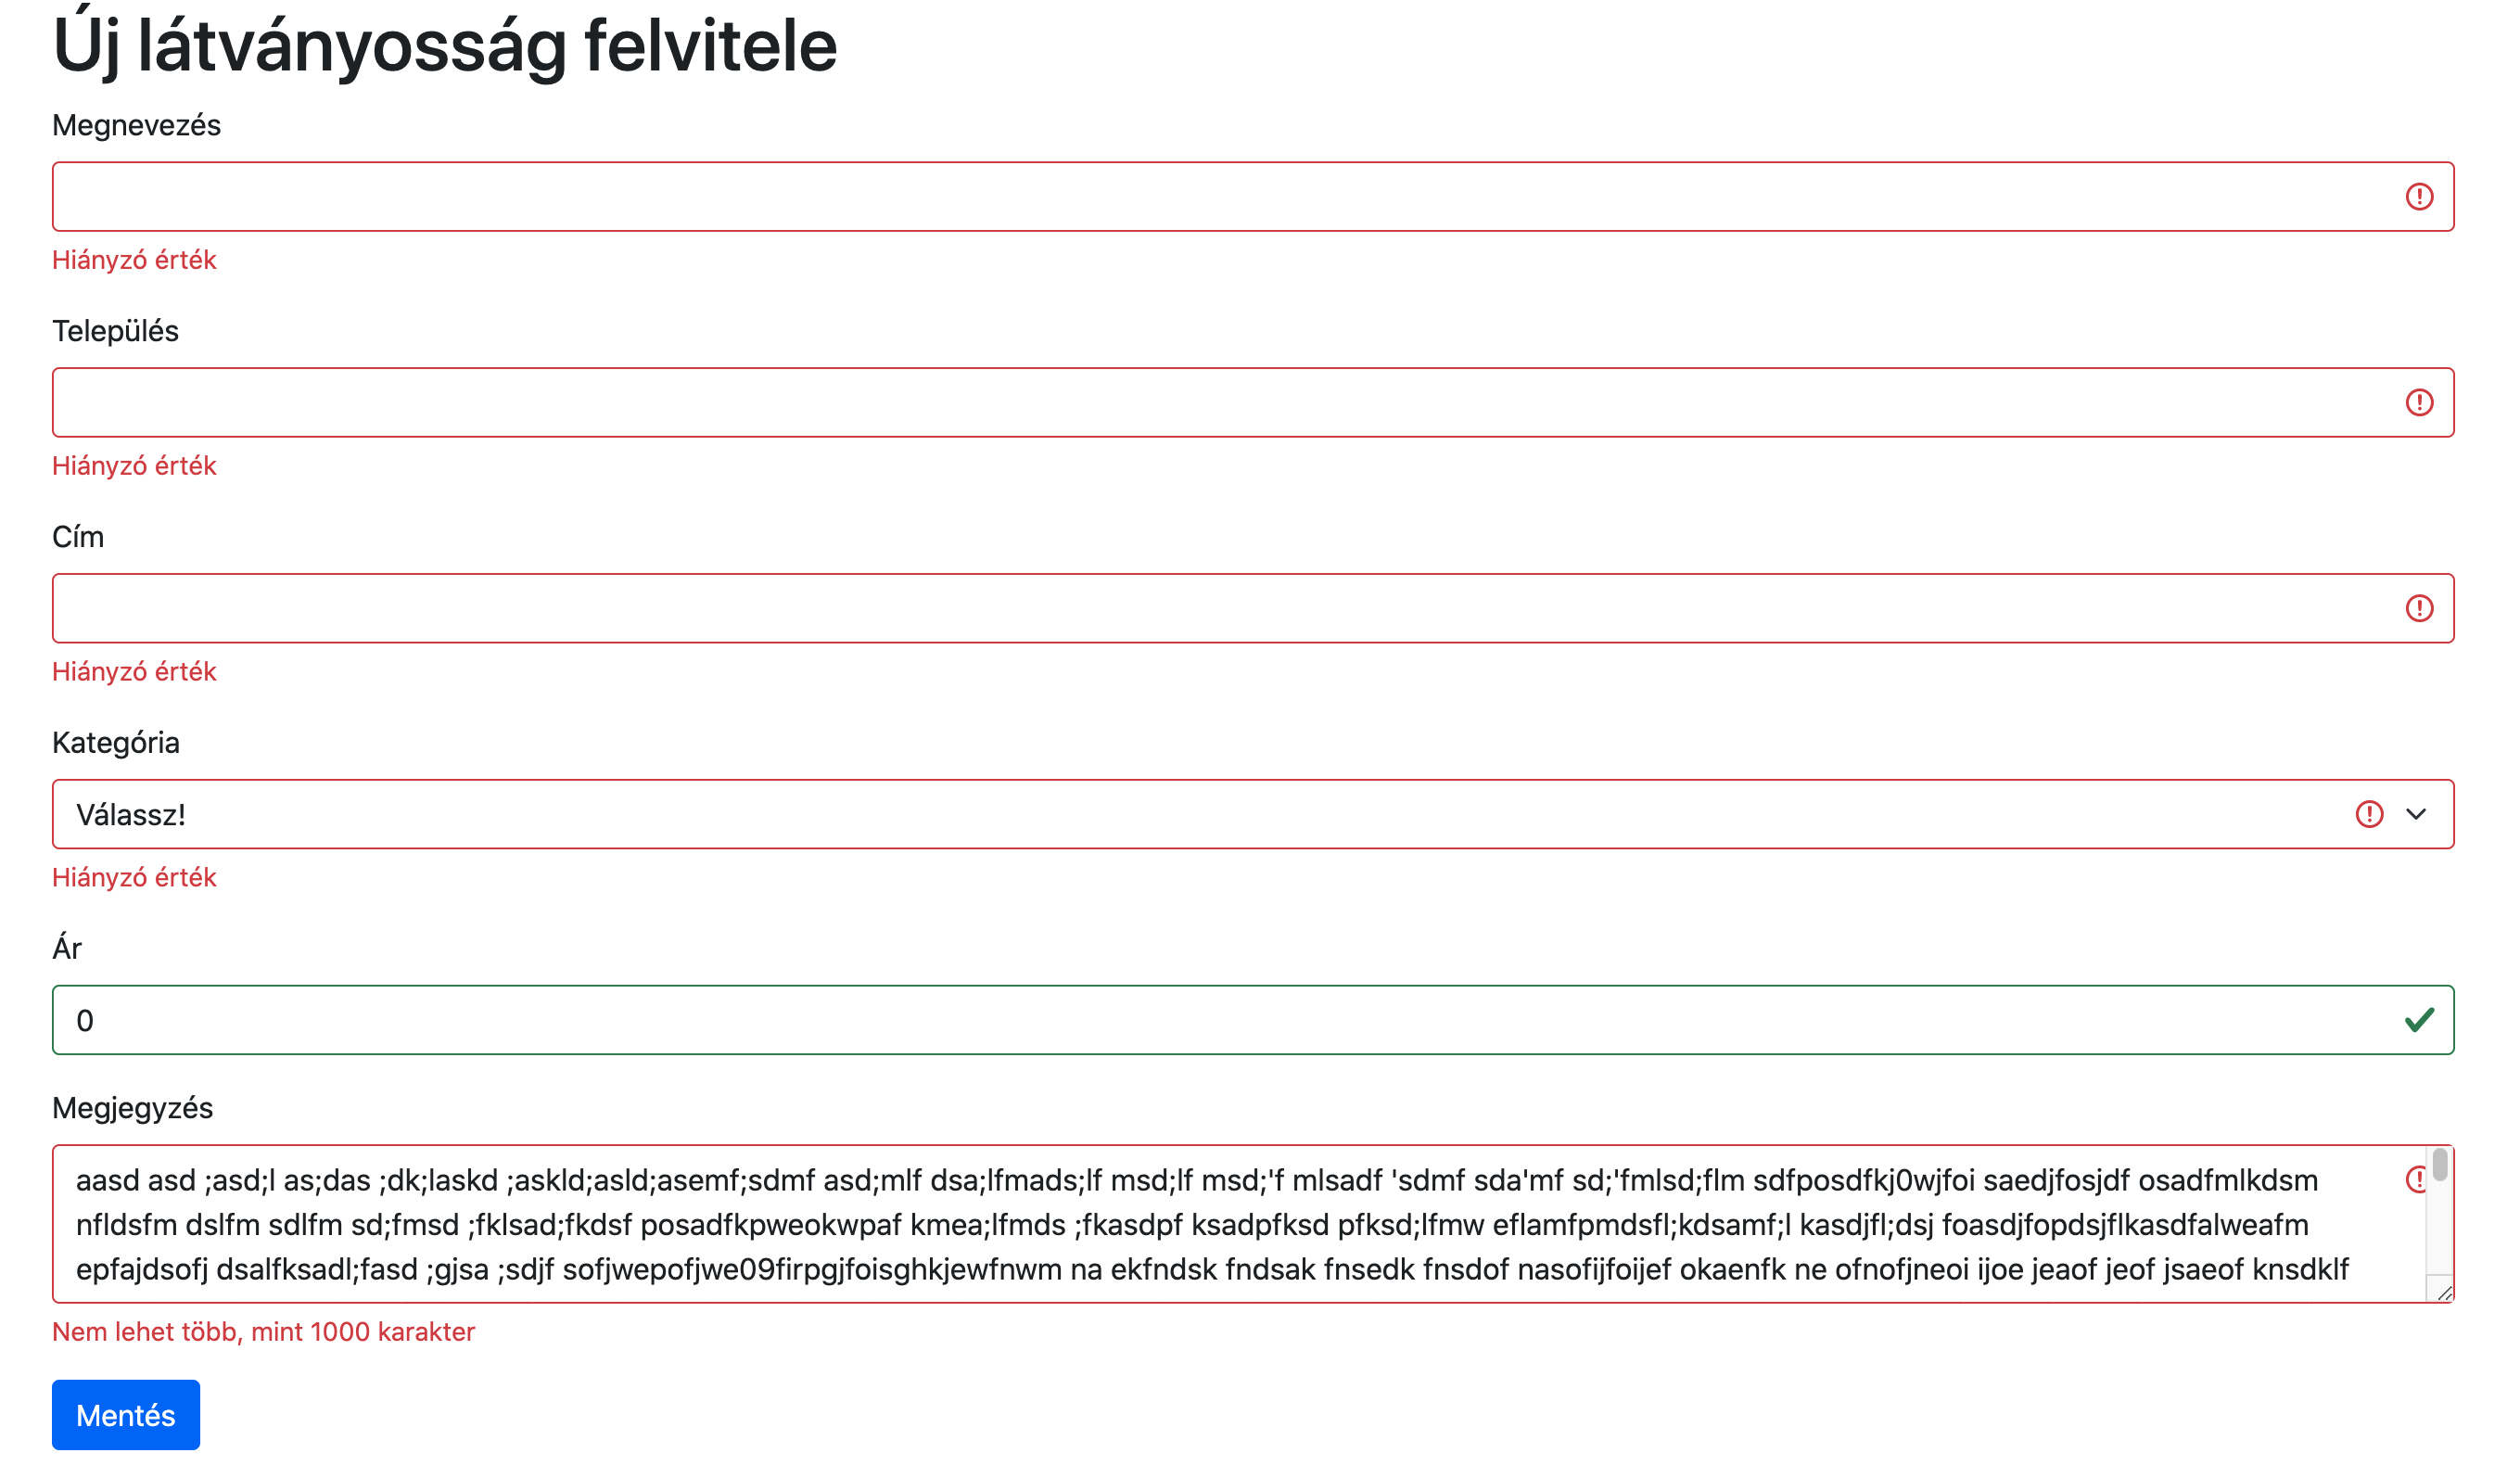 Új látványosság felvitele
Megnevezés
Hiányzó érték
Település
Hiányzó érték
Cím
Hiányzó érték
Kategória
Válassz!
Hiányzó érték
Ár
0
Megjegyzés
aasd asd ;asd;l as;das ;dk;laskd ;askld;asld;asemf;sdmf asd;mlf dsa;lfmads;lf msd;lf msd;'f mlsadf 'sdmf sda'mf sd;'fmlsd;flm sdfposdfkj0wjfoi saedjfosjdf osadfmlkdsm
nfldsfm dslfm sdlfm sd;fmsd ;fklsad;fkdsf posadfkpweokwpaf kmea;lfmds ;fkasdpf ksadpfksd pfksd;lfmw eflamfpmdsfl;kdsamf;l kasdjfl;dsj foasdjfopdsjflkasdfalweafm
epfajdsofj dsalfksadl;fasd ;gjsa ;sdjf sofjwepofjwe09firpgjfoisghkjewfnwm na ekfndsk fndsak fnsedk fnsdof nasofijfoijef okaenfk ne ofnofjneoi ijoe jeaof jeof jsaeof knsdklf
Nem lehet több, mint 1000 karakter
Mentés